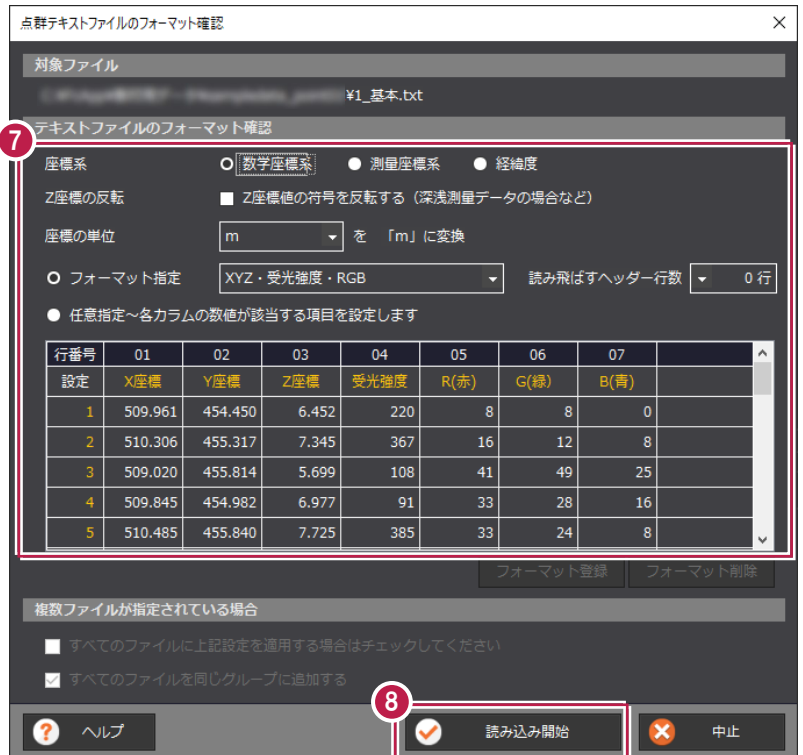 点群テキストファイルのフォーマット確認
対象ファイル
¥1_基本.txt
7
テキストファイルのフォーマット確認
座標系 数学座標系 測量座標系 経緯度
Z座標の反転 Z座標値の符号を反転する（深浅測量データの場合など）
座標の単位 m を 「m」に変換
フォーマット指定 XYZ・受光強度・RGB 読み飛ばすヘッダー行数 0 行
任意指定～各カラムの数値が該当する項目を設定します
行番号 01 02 03 04 05 06 07
設定 X座標 Y座標 Z座標 受光強度 R(赤) G(緑) B(青)
1 509.961 454.450 6.452 220 8 8 0
2 510.306 455.317 7.345 367 16 12 8
3 509.020 455.814 5.699 108 41 49 25
4 509.845 454.982 6.977 91 33 28 16
5 510.485 455.840 7.725 385 33 24 8
フォーマット登録 フォーマット削除
複数ファイルが指定されている場合
すべてのファイルに上記設定を適用する場合はチェックしてください
すべてのファイルを同じグループに追加する
8
? ヘルプ 読み込み開始 中止